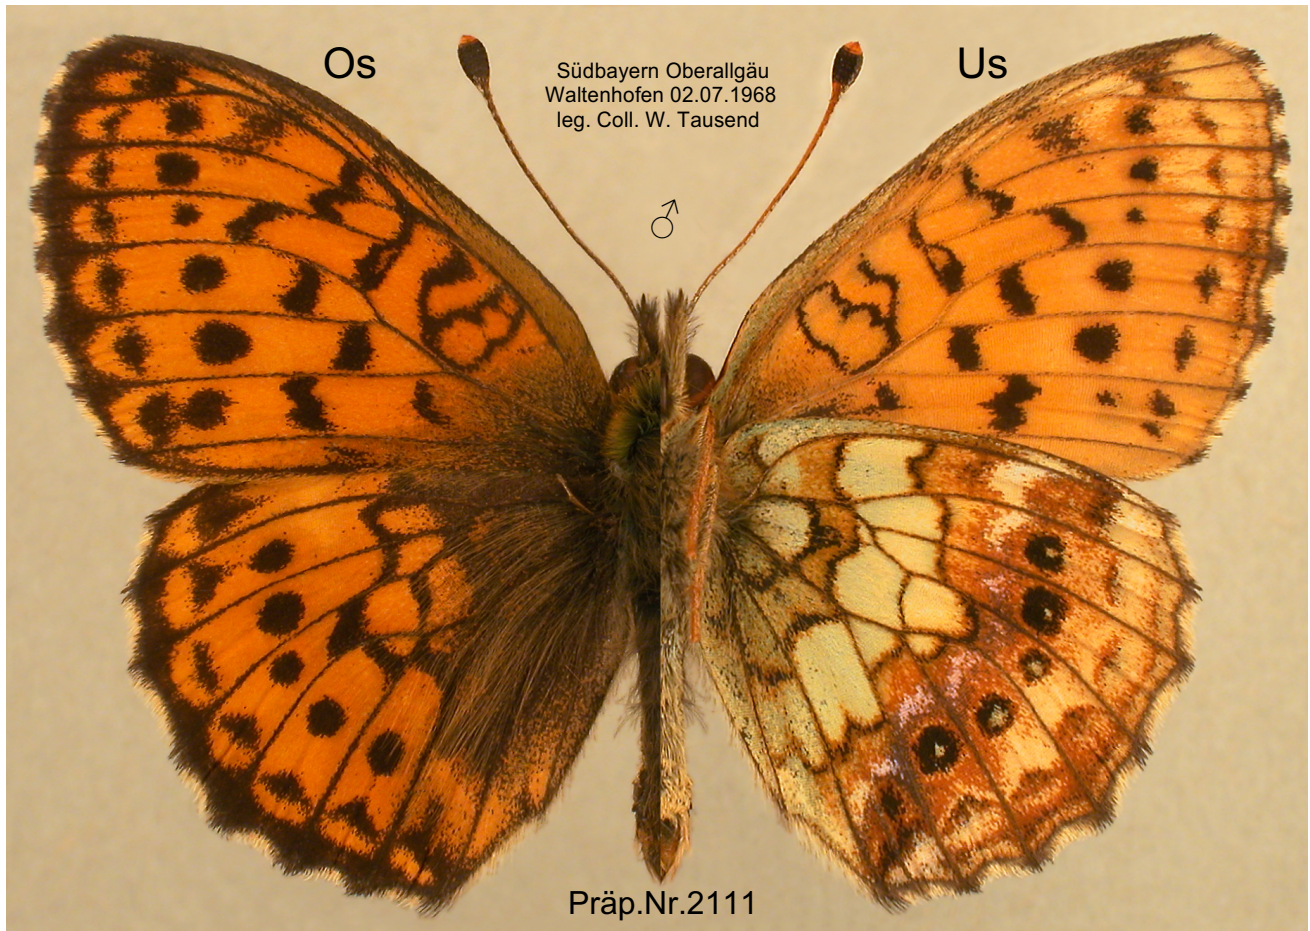 Os
Us
Südbayern Oberallgäu
Waltenhofen 02.07.1968
leg. Coll. W. Tausend
♂
Präp.Nr.2111